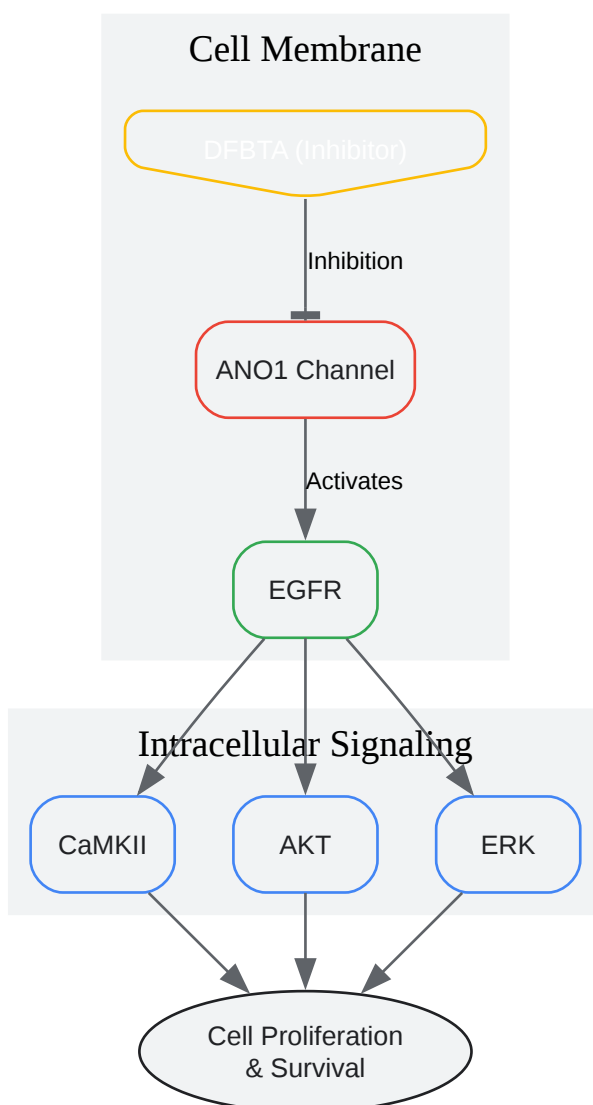 Cell Membrane
DFBTA (Inhibitor)
Inhibition
ANO1 Channel
Activates
EGFR
Intracellular Signaling
CaMKII
AKT
ERK
Cell Proliferation
& Survival